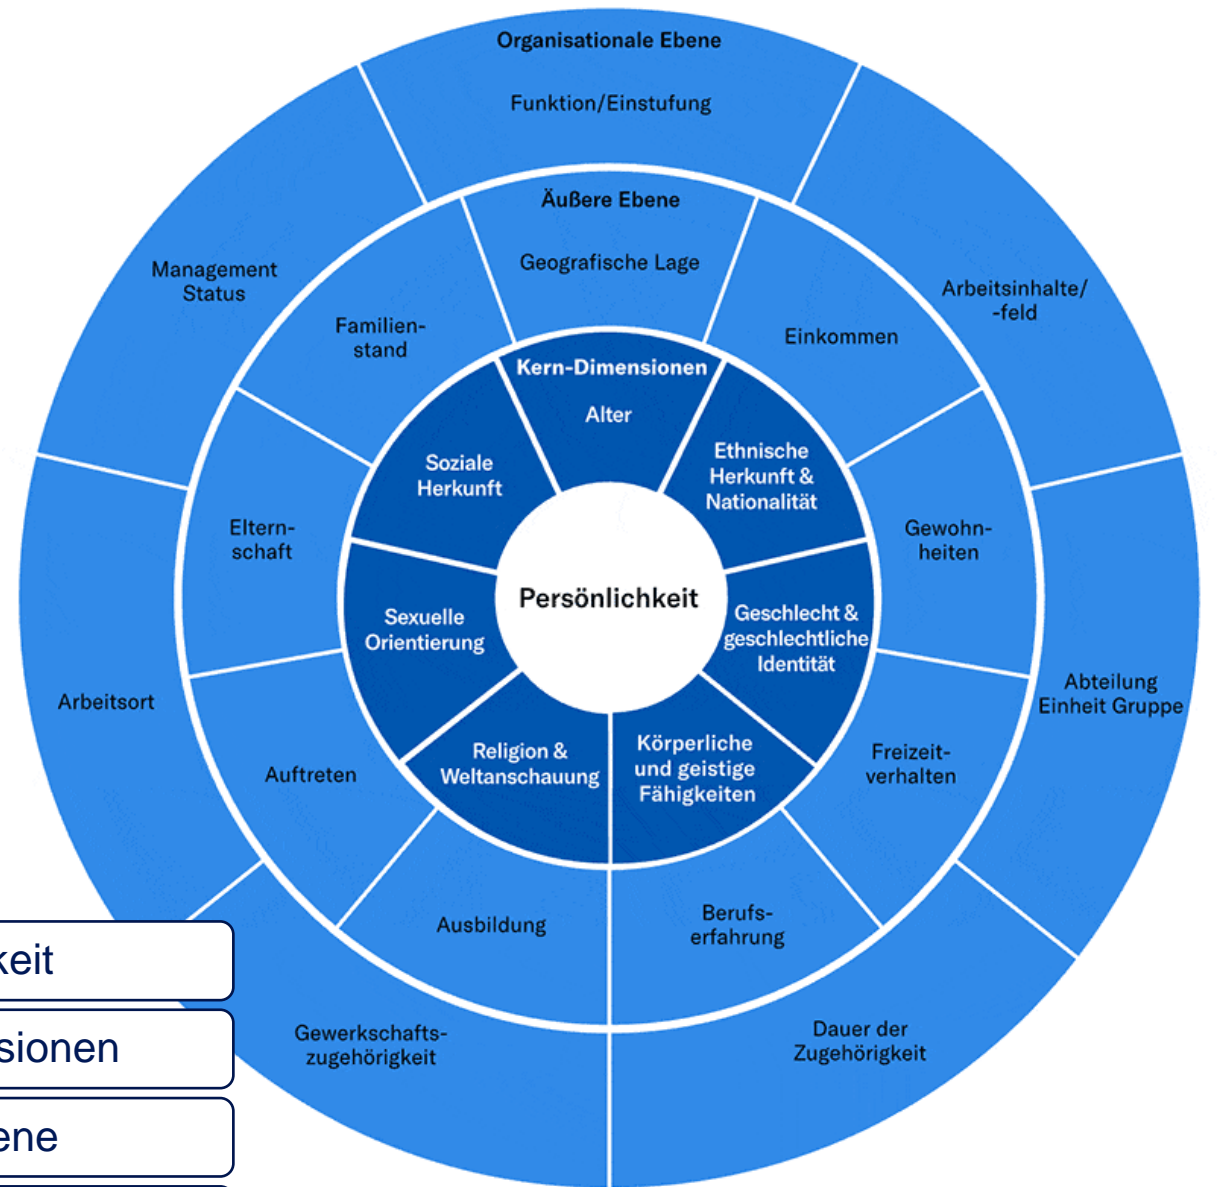 Organisationale Ebene
Funktion/Einstufung
Arbeitsinhalte/
-feld
Abteilung
Einheit Gruppe
Dauer der
Zugehörigkeit
Gewerkschafts-
zugehörigkeit
Arbeitsort
Management
Status
Äußere Ebene
Geografische Lage
Einkommen
Gewohn-
heiten
Freizeit-
verhalten
Berufs-
erfahrung
Ausbildung
Auftreten
Eltern-
schaft
Familien-
stand
Kern-Dimensionen
Alter
Ethnische
Herkunft &
Nationalität
Geschlecht &
geschlechtliche
Identität
Körperliche
und geistige
Fähigkeiten
Religion &
Weltanschauung
Sexuelle
Orientierung
Soziale
Herkunft
Persönlichkeit
keit
sionen
ene